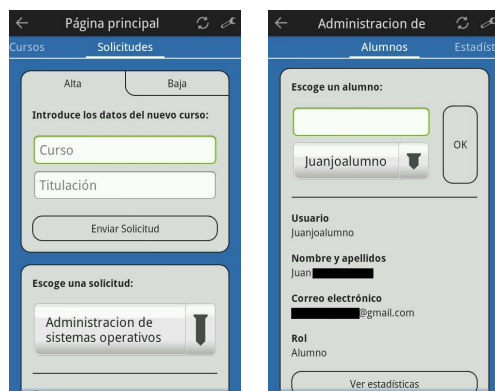 Página principal
Cursos Solicitudes
Alta Baja
Introduce los datos del nuevo curso:
Curso
Titulación
Enviar Solicitud
Escoge una solicitud:
Administracion de
sistemas operativos
Administracion de
Alumnos Estadíst
Escoge un alumno:
OK
Juanjoalumno
Usuario
Juanjoalumno
Nombre y apellidos
Juan
Correo electrónico
@gmail.com
Rol
Alumno
Ver estadísticas